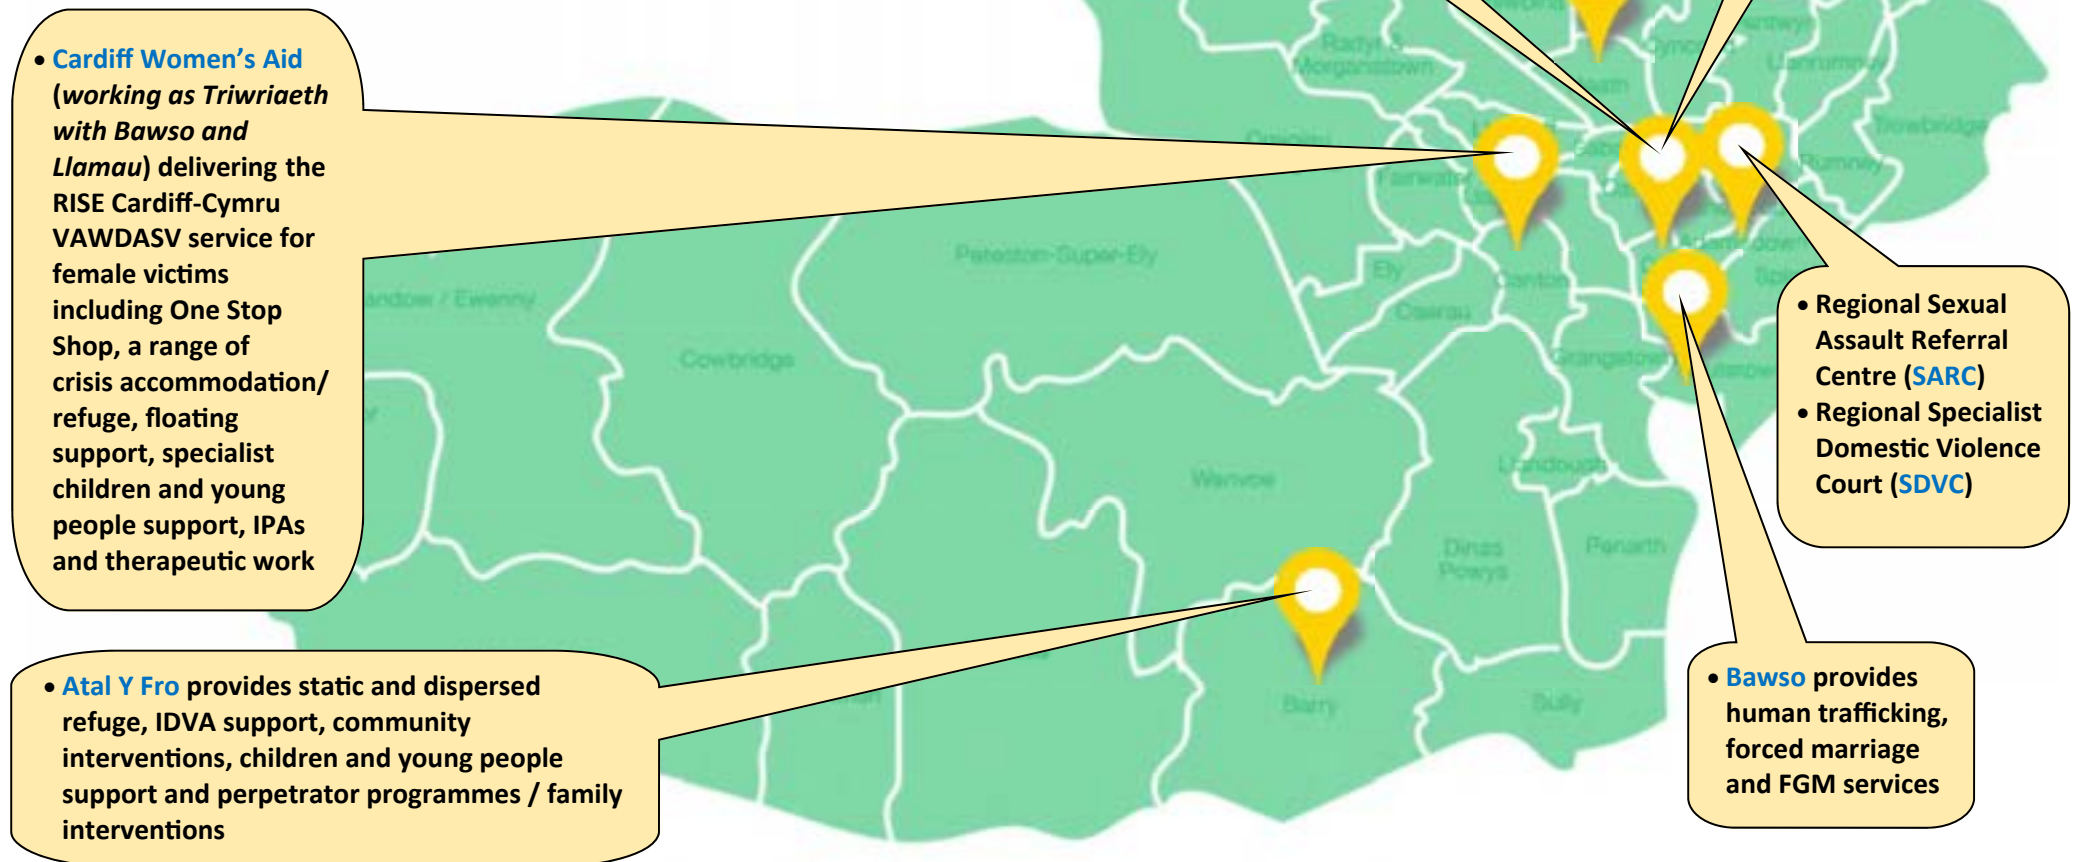 • Cardiff Women's Aid
(working as Triwriaeth
with Bawso and
Llamau) delivering the
RISE Cardiff-Cymru
VAWDASV service for
female victims
including One Stop
Shop, a range of
crisis accommodation/
refuge, floating
support, specialist
children and young
people support, IPAs
and therapeutic work
• Atal Y Fro provides static and dispersed
refuge, IDVA support, community
interventions, children and young people
support and perpetrator programmes / family
interventions
• Regional Sexual
Assault Referral
Centre (SARC)
• Regional Specialist
Domestic Violence
Court (SDVC)
• Bawso provides
human trafficking,
forced marriage
and FGM services
Radyr &
Morganstown
Llanrumney
Trowbridge
Rumney
Fairwater
Peterston-Super-Ely
Ely
Canton
Caerau
/ Ewenny
Cowbridge
Grangetown
Wenvoe
Llandough
Dinas
Powys
Penarth
Barry
Sully